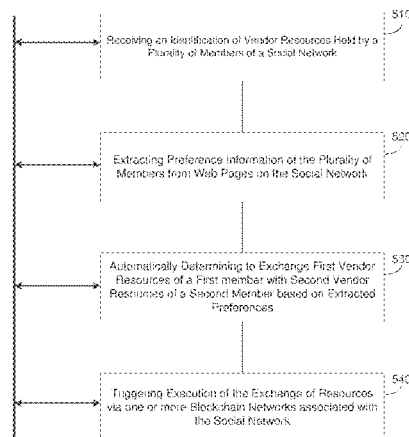 510
Receiving an Identification of Vendor Resources Held by a
Plurality of Members of a Social Network
520
Extracting Preference Information of the Plurality of
Members from Web Pages on the Social Network
530
Automatically Determining to Exchange First Vendor
Resources of a First member with Second Vendor
Resources of a Second Member based on Extracted
Preferences
540
Triggering Execution of the Exchange of Resources
via one or more Blockchain Networks associated with
the Social Network